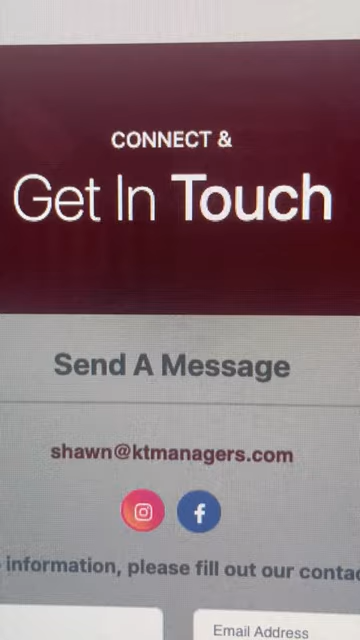 CONNECT &
Get In Touch
Send A Message
shawn@ktmanagers.com
information, please fill out our contac
Email Address